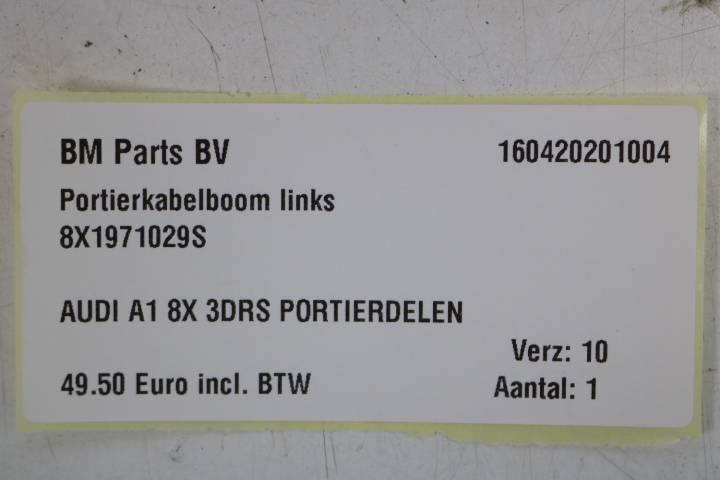 BM Parts BV 160420201004
Portierkabelboom links
8X1971029S
AUDI A1 8X 3DRS PORTIERDELEN
Verz: 10
49.50 Euro incl. BTW Aantal: 1